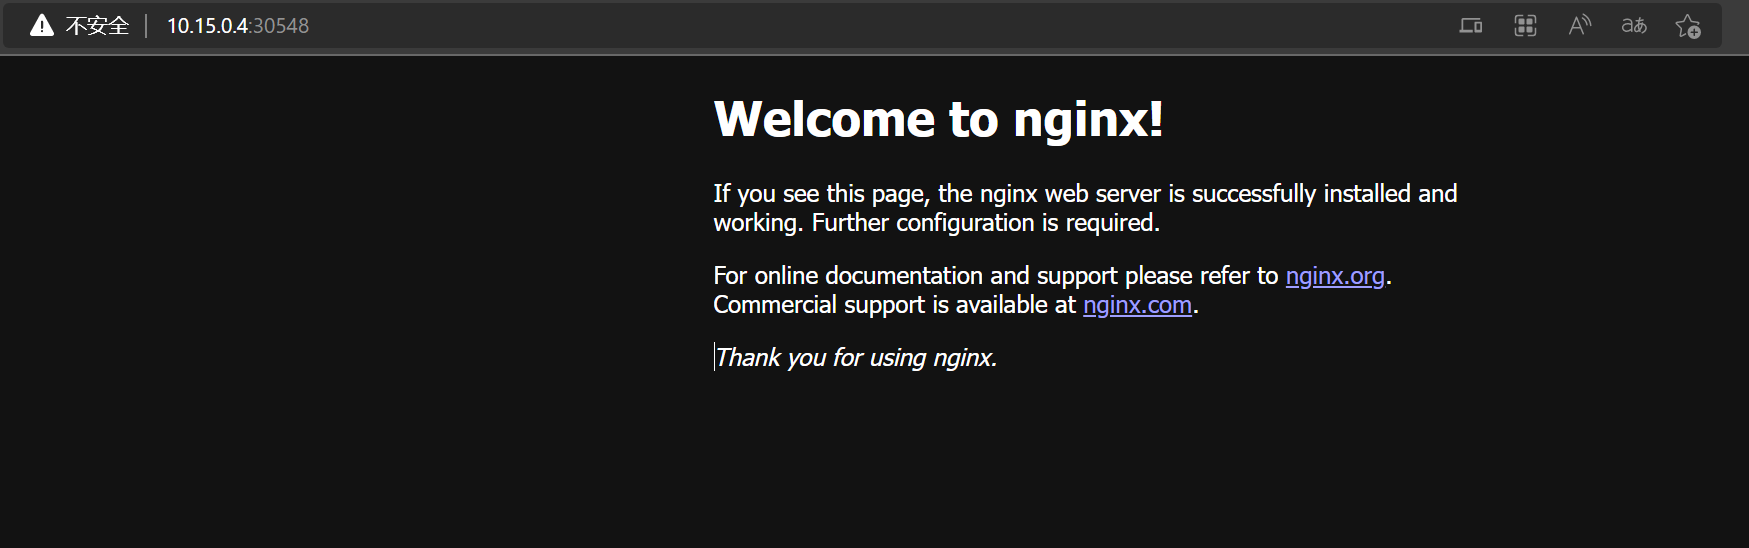 不安全 10.15.0.4:30548 A aあ
Welcome to nginx!
If you see this page, the nginx web server is successfully installed and
working. Further configuration is required.
For online documentation and support please refer to nginx.org.
Commercial support is available at nginx.com.
Thank you for using nginx.